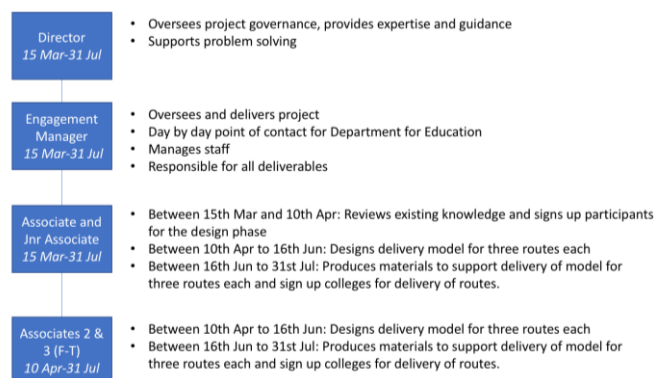 Director
15 Mar-31 Jul
• Oversees project governance, provides expertise and guidance
• Supports problem solving
Engagement
Manager
15 Mar-31 Jul
• Oversees and delivers project
• Day by day point of contact for Department for Education
• Manages staff
• Responsible for all deliverables
Associate and
Jnr Associate
15 Mar-31 Jul
• Between 15th Mar and 10th Apr: Reviews existing knowledge and signs up participants
for the design phase
• Between 10th Apr to 16th Jun: Designs delivery model for three routes each
• Between 16th Jun to 31st Jul: Produces materials to support delivery of model for
three routes each and sign up colleges for delivery of routes.
Associates 2 &
3 (F-T)
10 Apr-31 Jul
• Between 10th Apr to 16th Jun: Designs delivery model for three routes each
• Between 16th Jun to 31st Jul: Produces materials to support delivery of model for
three routes each and sign up colleges for delivery of routes.